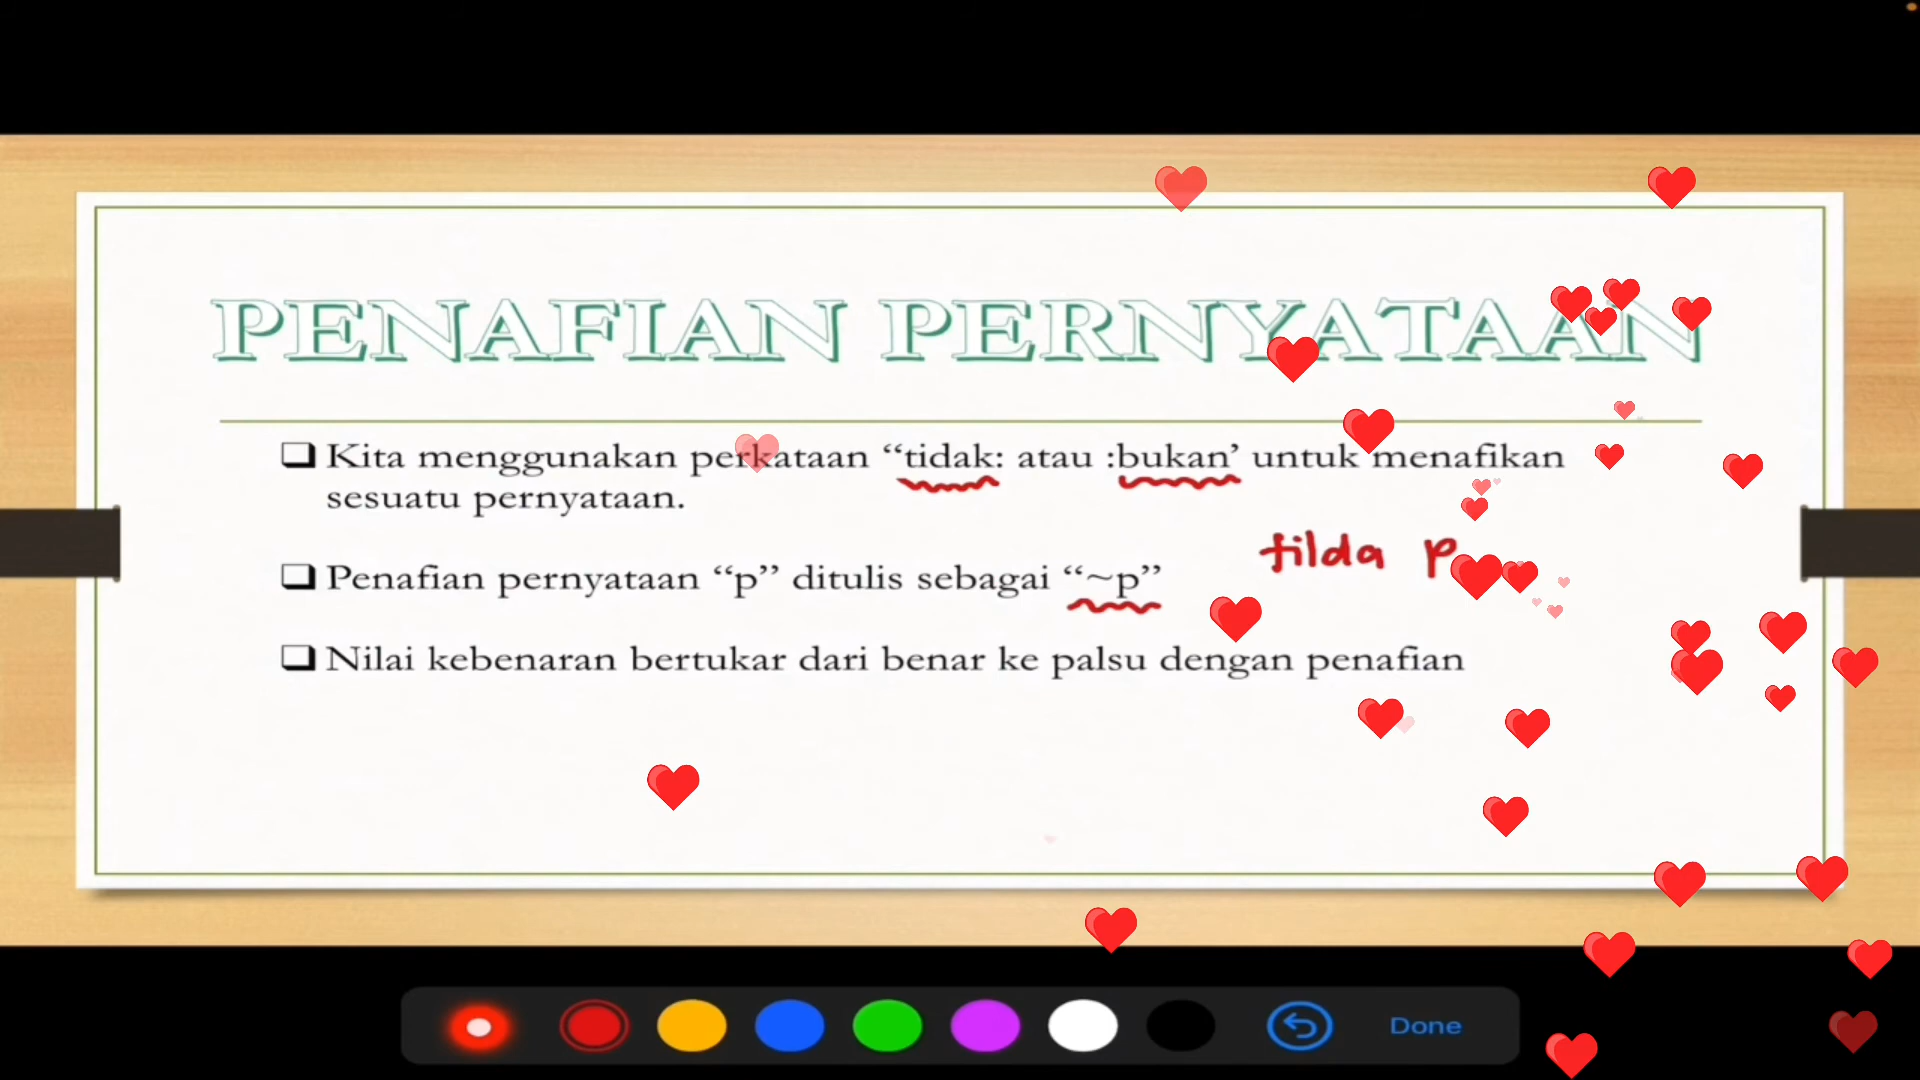 PENAFIAN PERNYATAAN
❑ Kita menggunakan perkataan “tidak: atau :bukan’ untuk menafikan
sesuatu pernyataan.
tilda p
❑ Penafian pernyataan “p” ditulis sebagai “~p”
❑ Nilai kebenaran bertukar dari benar ke palsu dengan penafian
Done